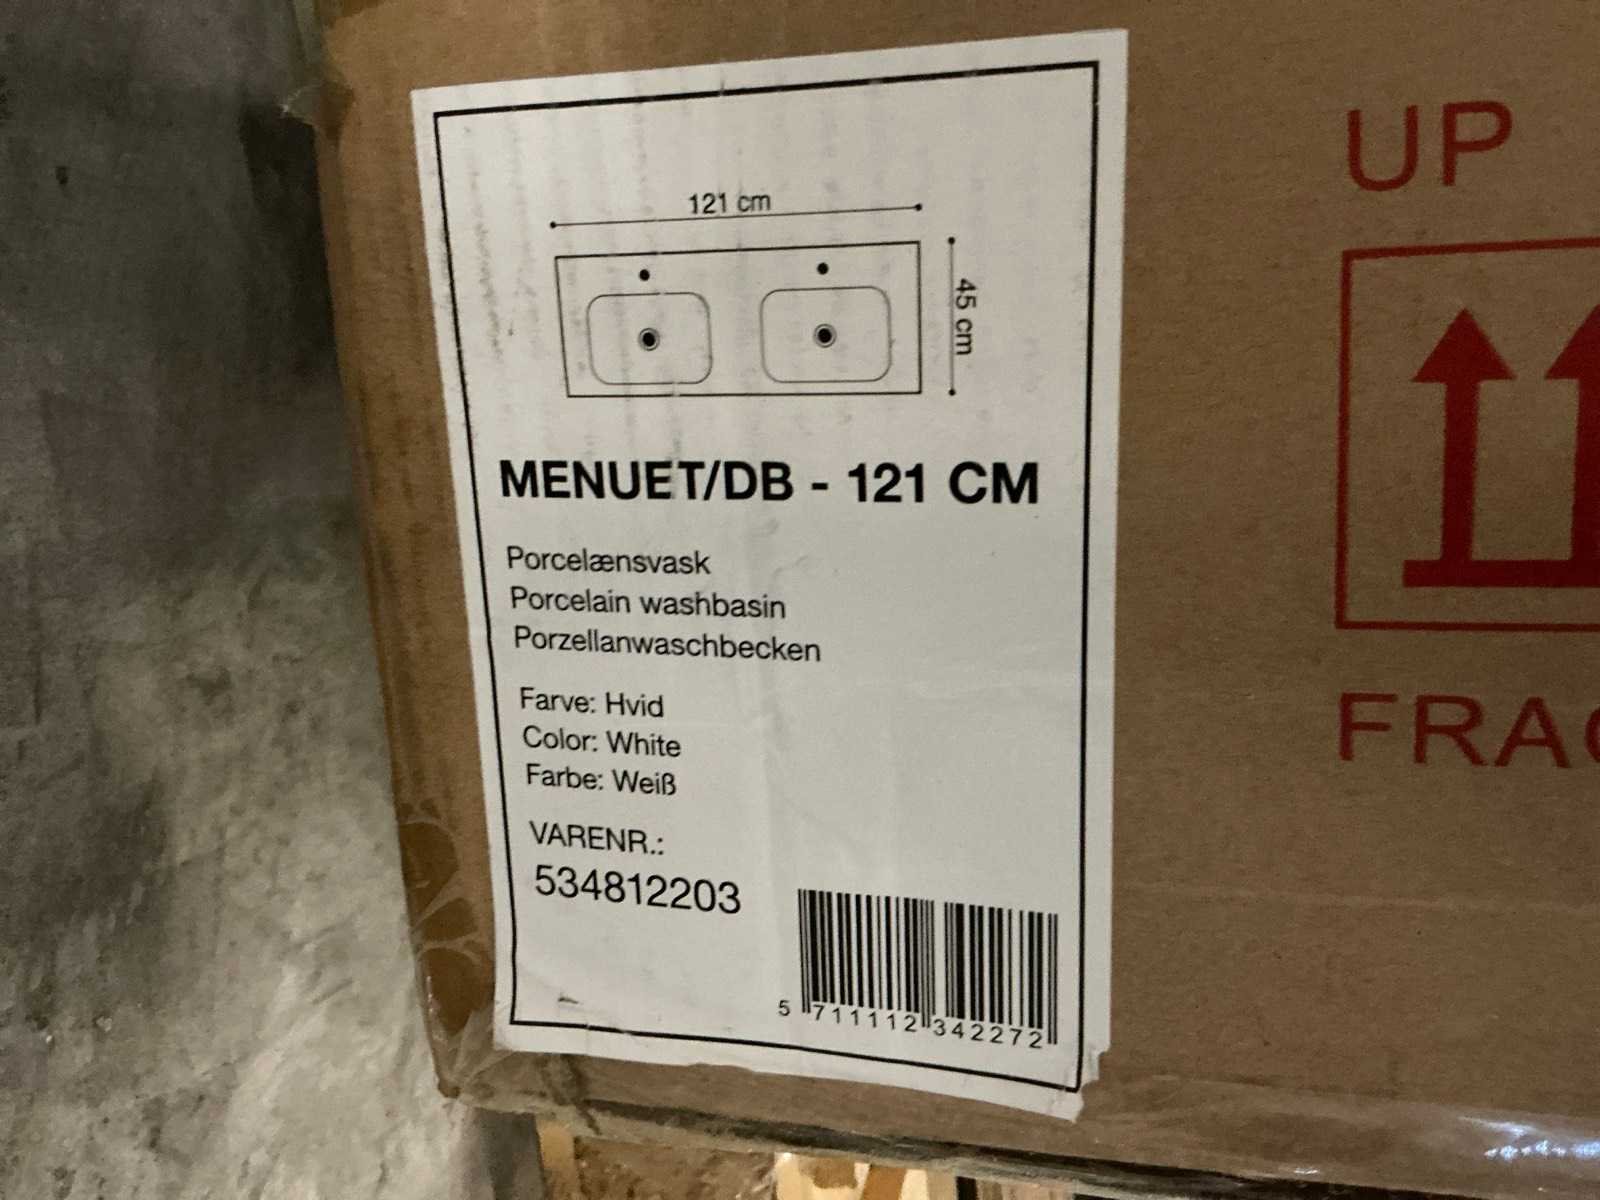 121 cm
45 cm
MENUET/DB - 121 CM
Porcelænsvask
Porcelain washbasin
Porzellanwaschbecken
Farve: Hvid
Color: White
Farbe: Weiß
VARENR.:
534812203
5 711112 342272
UP
FRAG